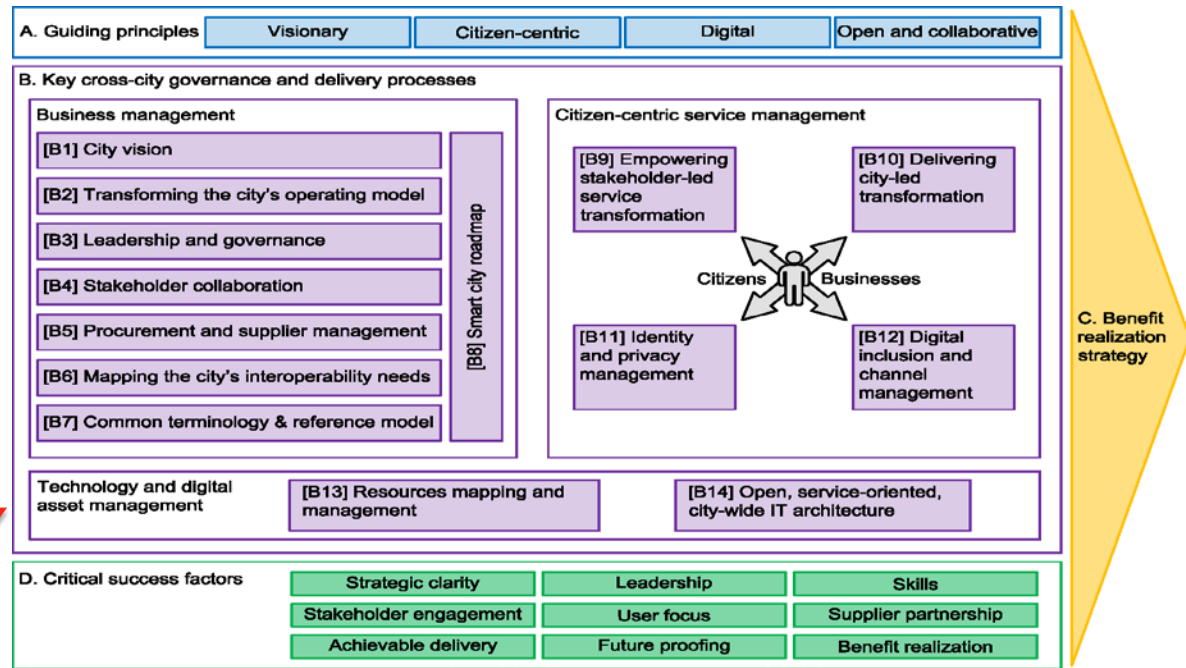 A. Guiding principles
Visionary
Citizen-centric
Digital
Open and collaborative
B. Key cross-city governance and delivery processes
Business management
[B1] City vision
[B2] Transforming the city's operating model
[B3] Leadership and governance
[B4] Stakeholder collaboration
[B5] Procurement and supplier management
[B6] Mapping the city's interoperability needs
[B7] Common terminology & reference model
[B8] Smart city roadmap
Citizen-centric service management
[B9] Empowering
stakeholder-led
service
transformation
[B10] Delivering
city-led
transformation
Citizens
Businesses
[B11] Identity
and privacy
management
[B12] Digital
inclusion and
channel
management
Technology and digital
asset management
[B13] Resources mapping and
management
[B14] Open, service-oriented,
city-wide IT architecture
C. Benefit
realization
strategy
D. Critical success factors
Strategic clarity
Leadership
Skills
Stakeholder engagement
User focus
Supplier partnership
Achievable delivery
Future proofing
Benefit realization